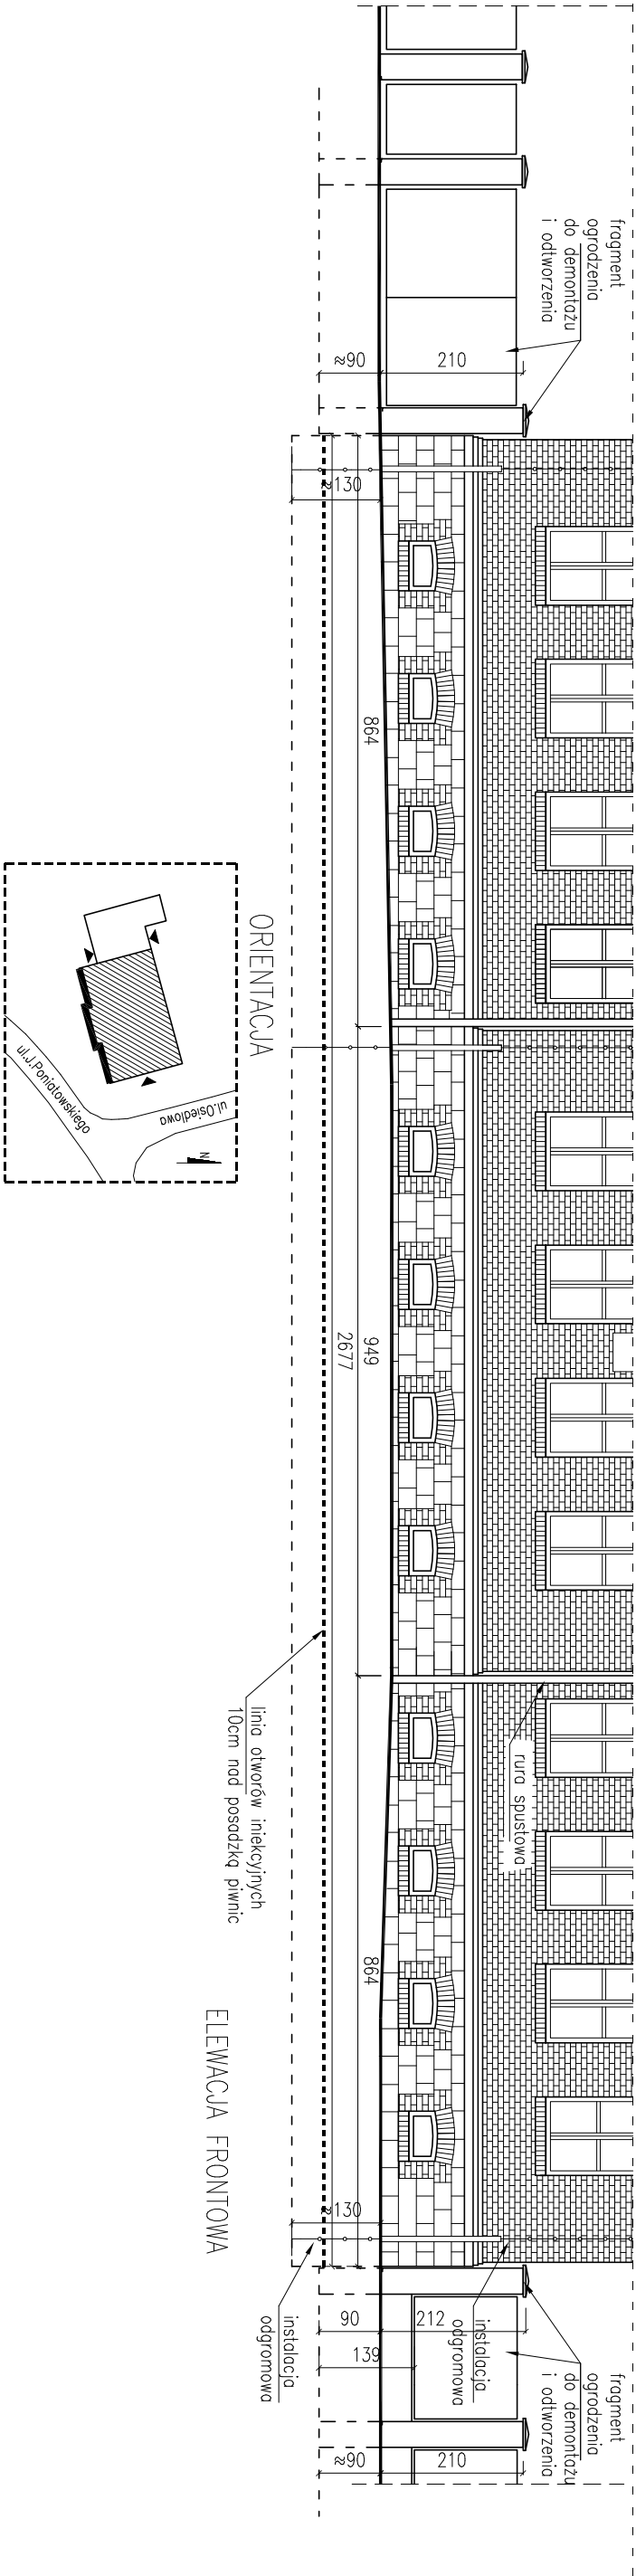 fragment
ogrodzenia
do demontażu
i odtworzenia
≈90
210
≈130
864
rura spustowa
949
2677
864
linia otworów iniekcyjnych
10cm nad posadzką piwnic
≈130
instalacja
odgromowa
instalacja
odgromowa
fragment
ogrodzenia
do demontażu
i odtworzenia
90
212
139
≈90
210
ELEWACJA FRONTOWA
ORIENTACJA
ul.J.Poniatowskiego
ul.Osiedlowa
N